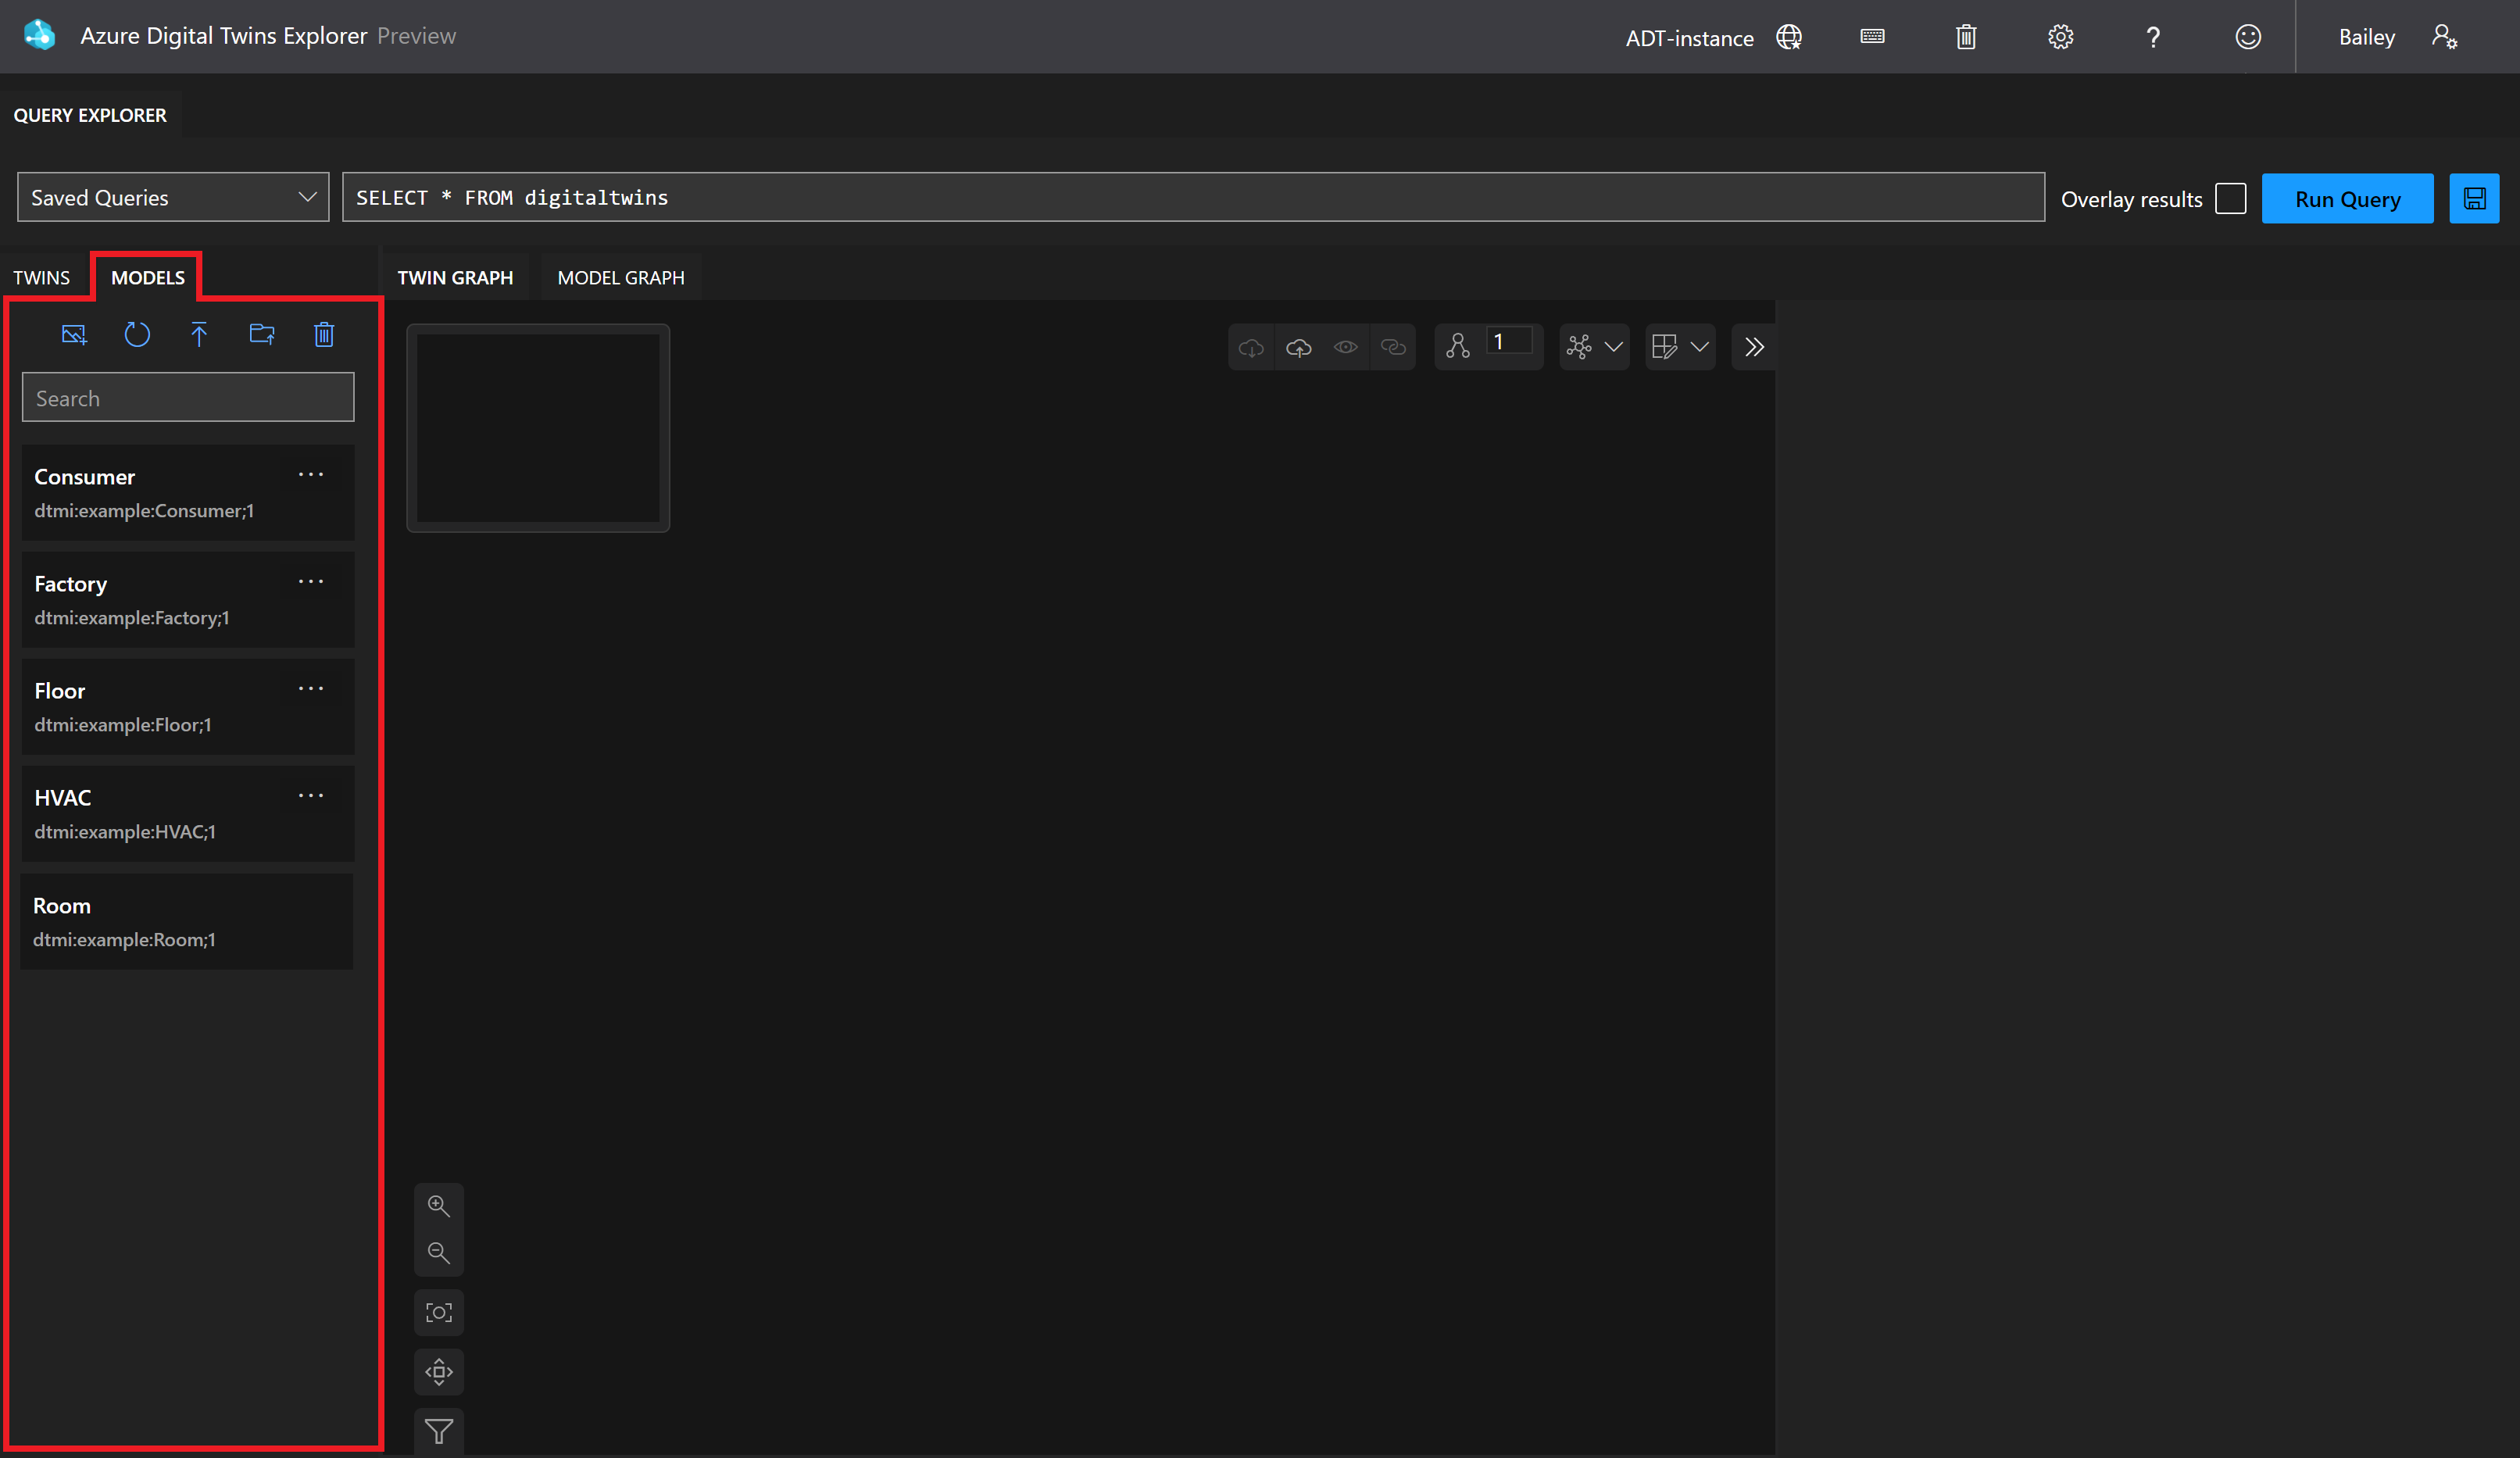 Azure Digital Twins Explorer Preview
ADT-instance
?
Bailey
QUERY EXPLORER
Saved Queries
SELECT * FROM digitaltwins
Overlay results
Run Query
TWINS
MODELS
TWIN GRAPH
MODEL GRAPH
1
Search
Consumer
dtmi:example:Consumer;1
Factory
dtmi:example:Factory;1
Floor
dtmi:example:Floor;1
HVAC
dtmi:example:HVAC;1
Room
dtmi:example:Room;1